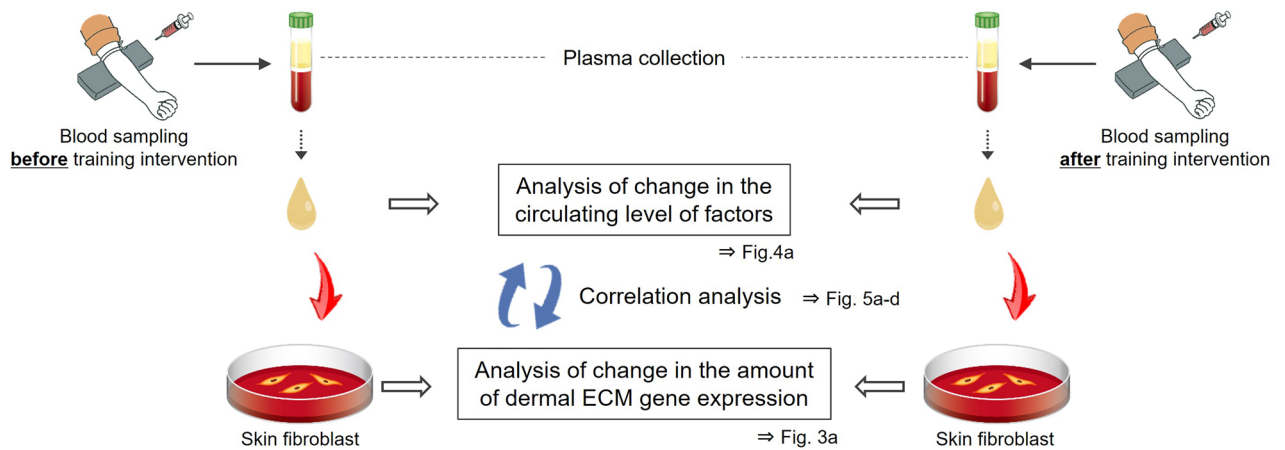 Plasma collection
Blood sampling
before training intervention
Blood sampling
after training intervention
Analysis of change in the
circulating level of factors
⇒ Fig.4a
Correlation analysis
⇒ Fig. 5a-d
Analysis of change in the amount
of dermal ECM gene expression
⇒ Fig. 3a
Skin fibroblast
Skin fibroblast